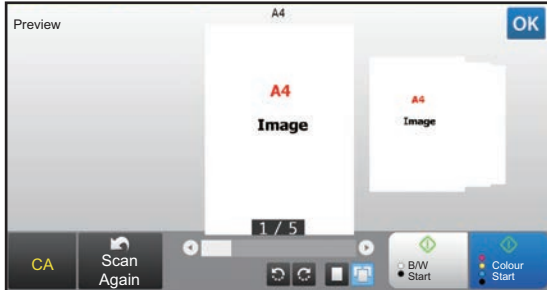 A4
Preview
OK
A4
Image
A4
Image
1 / 5
CA
Scan
Again
B/W
Start
Colour
Start